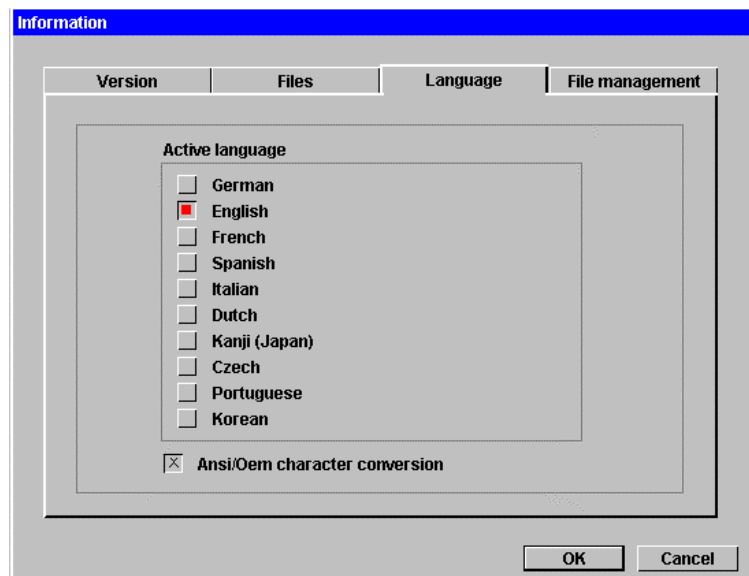 Information
Version Files Language File management
Active language
German
English
French
Spanish
Italian
Dutch
Kanji (Japan)
Czech
Portuguese
Korean
X Ansi/Oem character conversion
OK Cancel